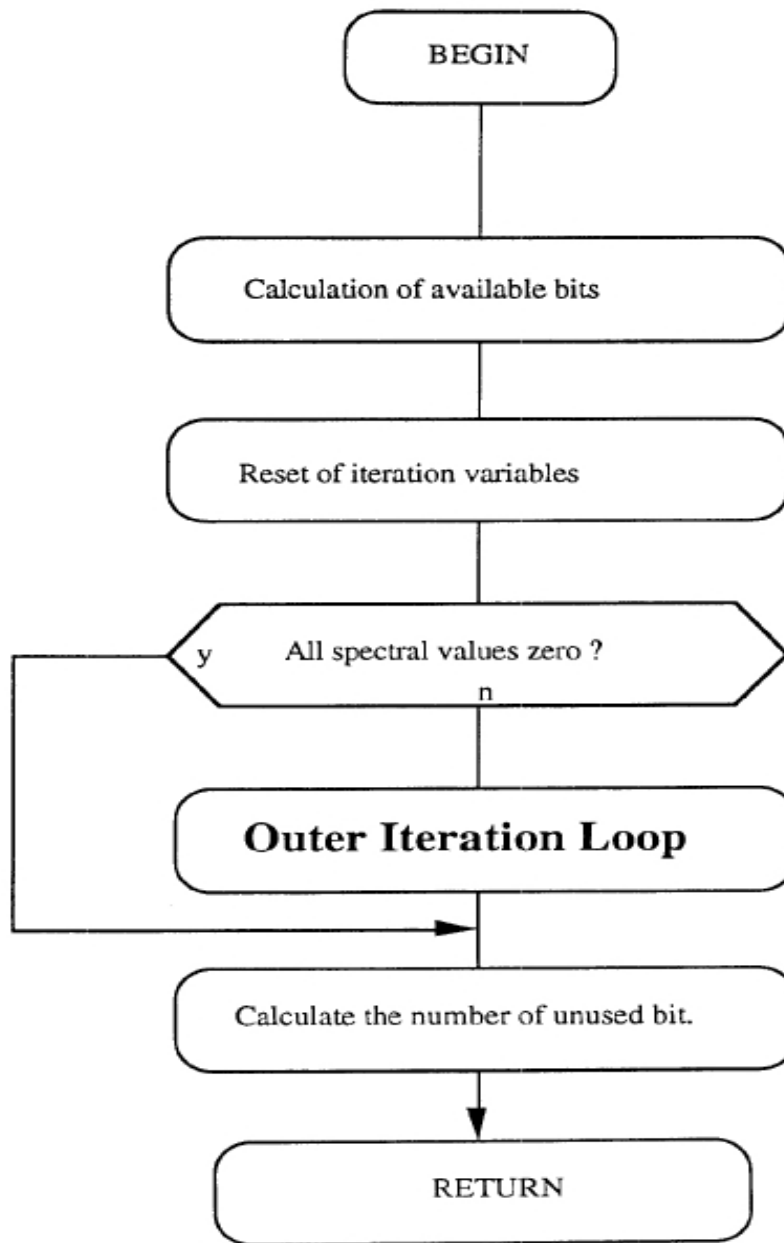 BEGIN
Calculation of available bits
Reset of iteration variables
y
All spectral values zero ?
n
Outer Iteration Loop
Calculate the number of unused bit.
RETURN